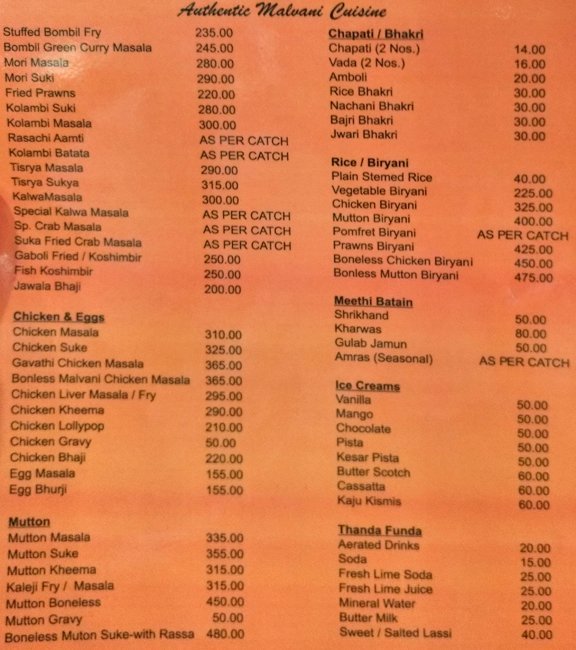 Authentic Malvani Cuisine
Stuffed Bombil Fry 235.00
Bombil Green Curry Masala 245.00
Mori Masala 280.00
Mori Suki 290.00
Fried Prawns 220.00
Kolambi Suki 280.00
Kolambi Masala 300.00
Rasachi Aamti AS PER CATCH
Kolambi Batata AS PER CATCH
Tisrya Masala 290.00
Tisrya Sukya 315.00
KalwaMasala 300.00
Special Kalwa Masala AS PER CATCH
Sp. Crab Masala AS PER CATCH
Suka Fried Crab Masala AS PER CATCH
Gaboli Fried / Koshimbir 250.00
Fish Koshimbir 250.00
Jawala Bhaji 200.00
Chicken & Eggs
Chicken Masala 310.00
Chicken Suke 325.00
Gavathi Chicken Masala 365.00
Bonless Malvani Chicken Masala 365.00
Chicken Liver Masala / Fry 295.00
Chicken Kheema 290.00
Chicken Lollypop 210.00
Chicken Gravy 50.00
Chicken Bhaji 220.00
Egg Masala 155.00
Egg Bhurji 155.00
Mutton
Mutton Masala 335.00
Mutton Suke 355.00
Mutton Kheema 315.00
Kaleji Fry / Masala 315.00
Mutton Boneless 450.00
Mutton Gravy 50.00
Boneless Muton Suke-with Rassa 480.00
Chapati / Bhakri
Chapati (2 Nos.) 14.00
Vada (2 Nos.) 16.00
Amboli 20.00
Rice Bhakri 30.00
Nachani Bhakri 30.00
Bajri Bhakri 30.00
Jwari Bhakri 30.00
Rice / Biryani
Plain Stemed Rice 40.00
Vegetable Biryani 225.00
Chicken Biryani 325.00
Mutton Biryani 400.00
Pomfret Biryani AS PER CATCH
Prawns Biryani 425.00
Boneless Chicken Biryani 450.00
Bonless Mutton Biryani 475.00
Meethi Batain
Shrikhand 50.00
Kharwas 80.00
Gulab Jamun 50.00
Amras (Seasonal) AS PER CATCH
Ice Creams
Vanilla 50.00
Mango 50.00
Chocolate 50.00
Pista 50.00
Kesar Pista 50.00
Butter Scotch 60.00
Cassatta 60.00
Kaju Kismis 60.00
Thanda Funda
Aerated Drinks 20.00
Soda 15.00
Fresh Lime Soda 25.00
Fresh Lime Juice 25.00
Mineral Water 20.00
Butter Milk 25.00
Sweet / Salted Lassi 40.00